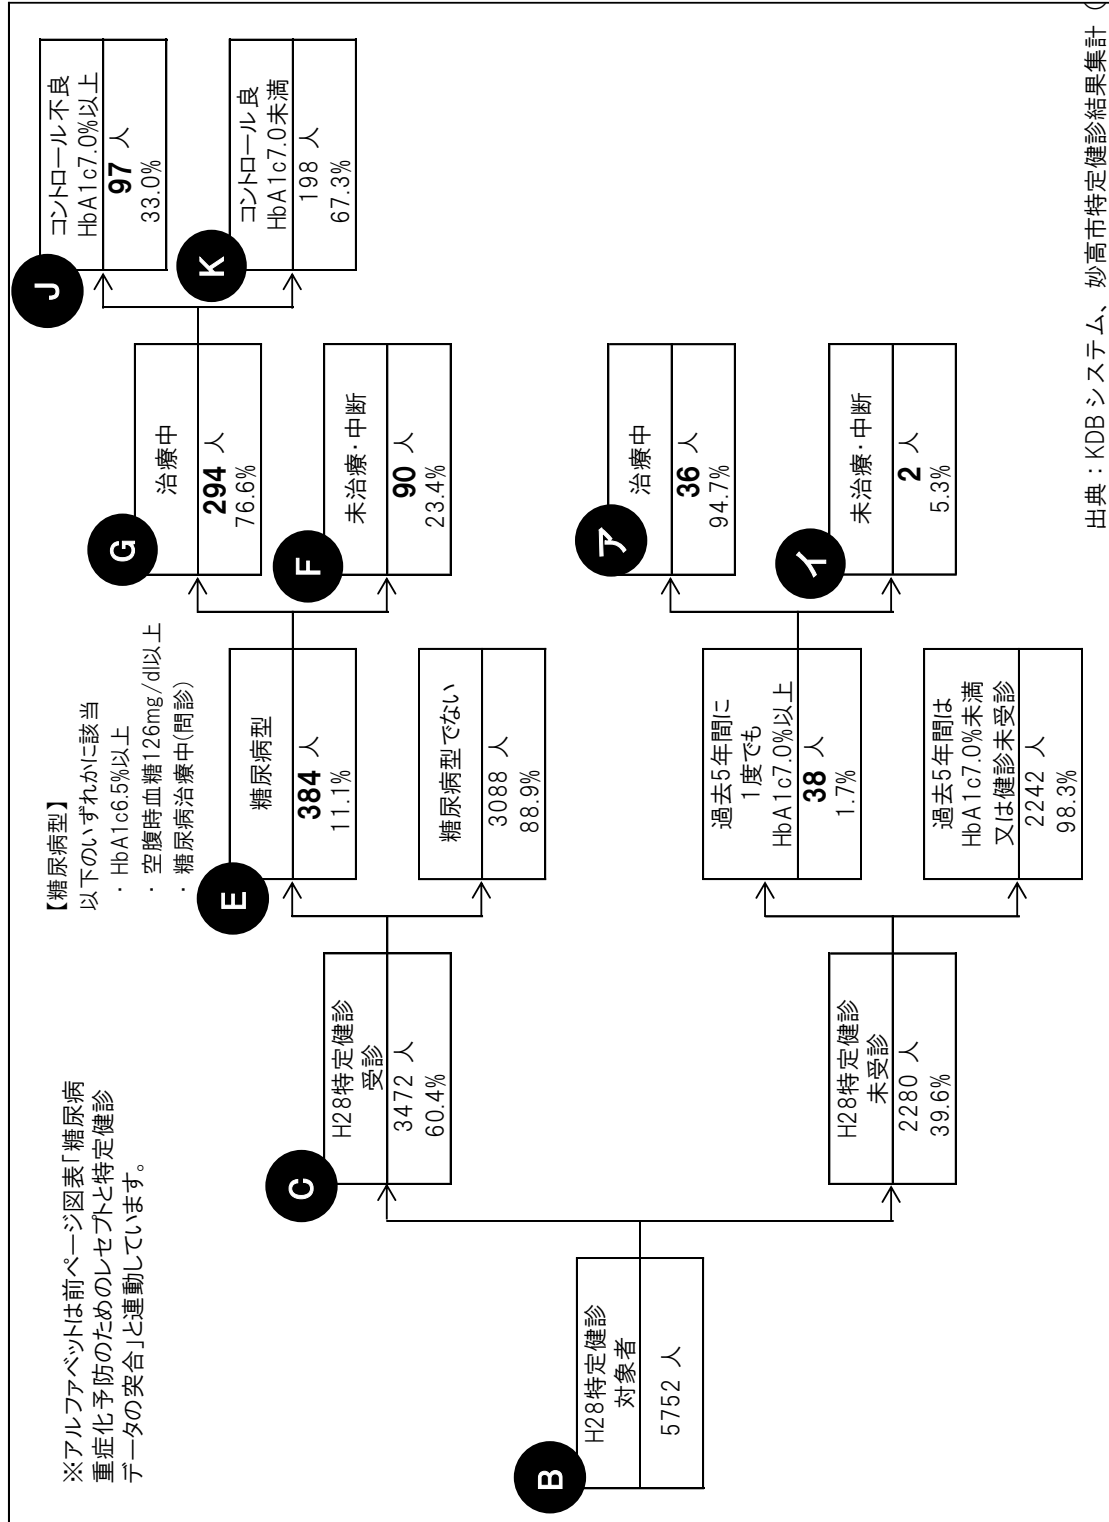 ※アルファベットは前ページ図表「糖尿病
重症化予防のためのレセプトと特定健診
データの突合」と連動しています。
【糖尿病型】
以下のいずれかに該当
・ HbA1c6.5%以上
・ 空腹時血糖126mg/dl以上
・ 糖尿病治療中(問診)
B
H28特定健診
対象者
5752 人
C
H28特定健診
受診
3472 人
60.4%
H28特定健診
未受診
2280 人
39.6%
E
糖尿病型
384 人
11.1%
糖尿病型でない
3088 人
88.9%
過去5年間に
1度でも
HbA1c7.0%以上
38 人
1.7%
過去5年間は
HbA1c7.0%未満
又は健診未受診
2242 人
98.3%
G
治療中
294 人
76.6%
F
未治療・中断
90 人
23.4%
ア
治療中
36 人
94.7%
イ
未治療・中断
2 人
5.3%
J
コントロール不良
HbA1c7.0%以上
97 人
33.0%
K
コントロール良
HbA1c7.0未満
198 人
67.3%
出典：KDBシステム、妙高市特定健診結果集計（